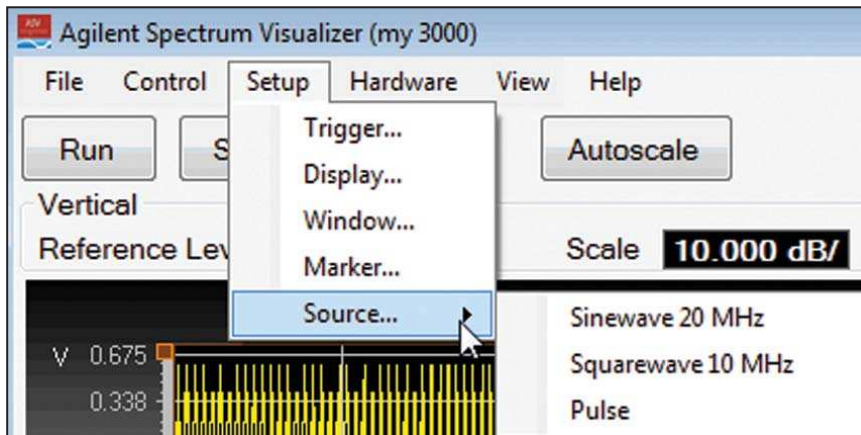 Agilent Spectrum Visualizer (my 3000)
File Control Setup Hardware View Help
Run Autoscale
Trigger...
Display...
Window...
Marker...
Source...
Vertical
Reference Scale 10.000 dB/
Sinewave 20 MHz
Squarewave 10 MHz
Pulse
V 0.675
0.338